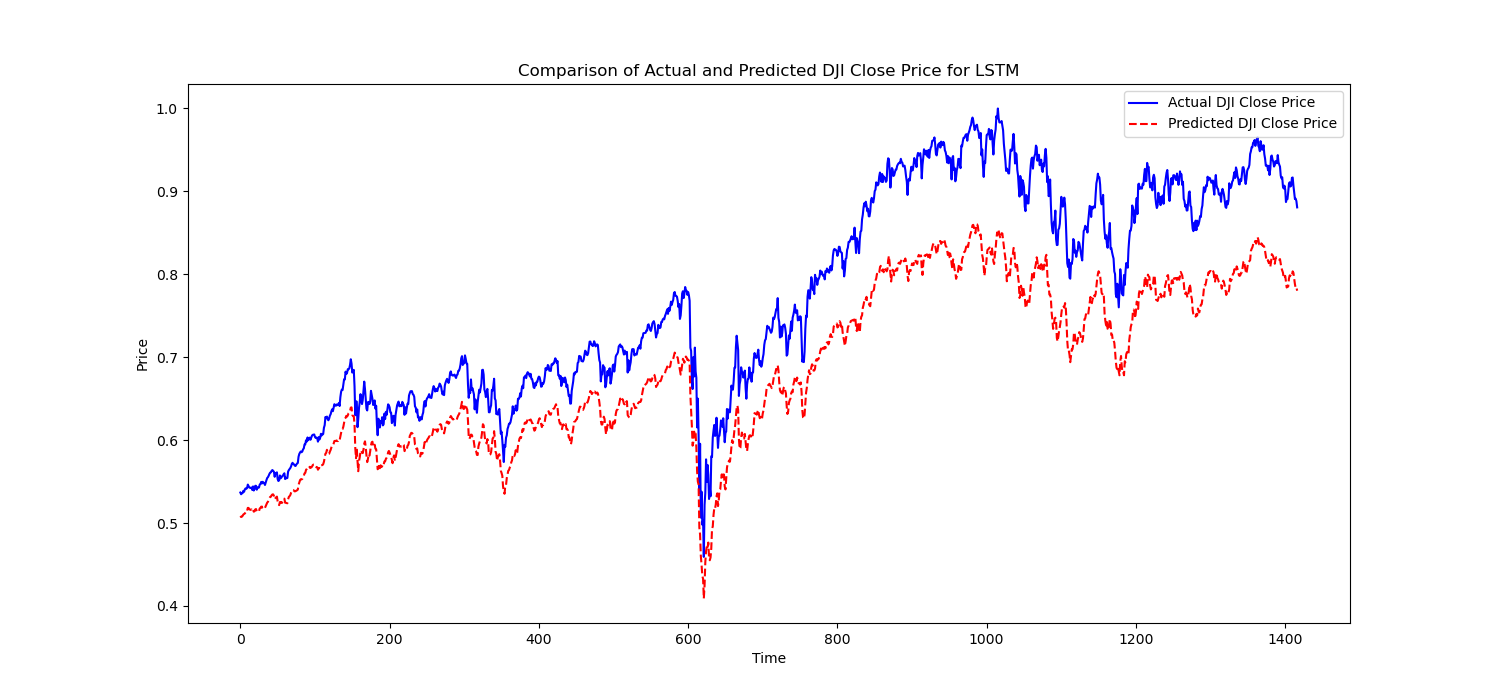 Comparison of Actual and Predicted DJI Close Price for LSTM
Actual DJI Close Price
Predicted DJI Close Price
Price
1.0
0.9
0.8
0.7
0.6
0.5
0.4
0 200 400 600 800 1000 1200 1400
Time